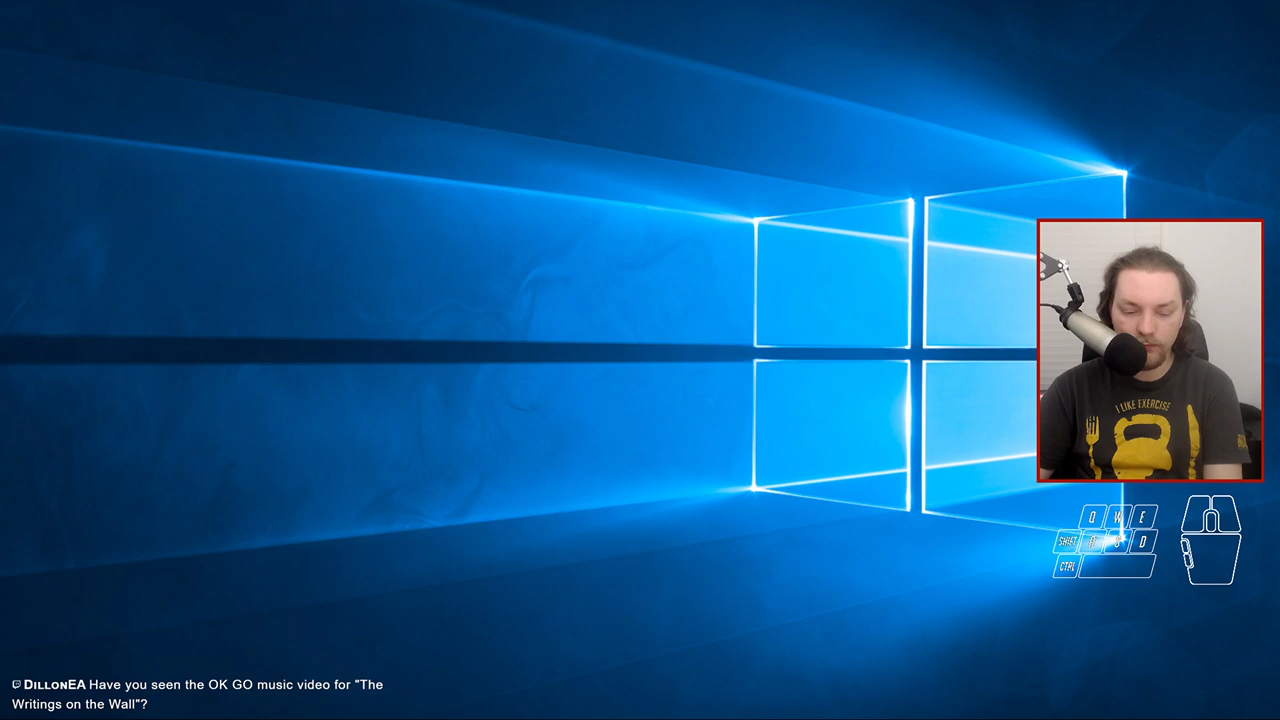 I LIKE EXERCISE
Q W E
SHIFT A S D
CTRL
DILLONEA Have you seen the OK GO music video for "The
Writings on the Wall"?